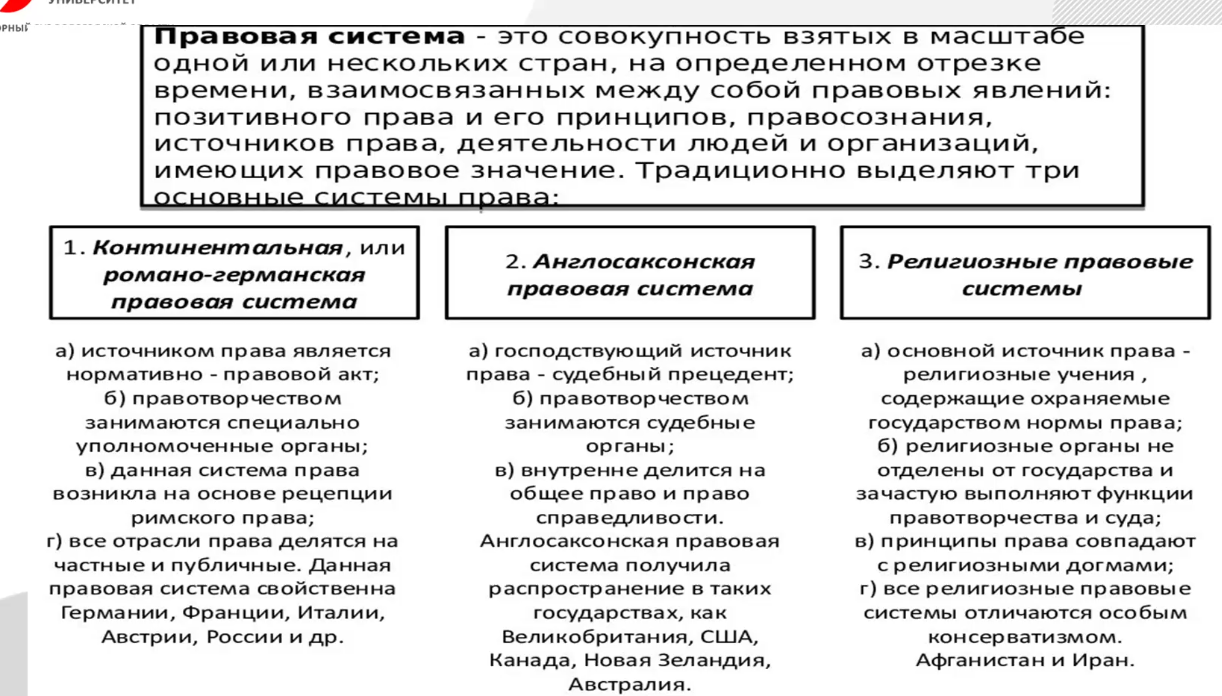 УНИВЕРСИТЕТ
Правовая система - это совокупность взятых в масштабе
одной или нескольких стран, на определенном отрезке
времени, взаимосвязанных между собой правовых явлений:
позитивного права и его принципов, правосознания,
источников права, деятельности людей и организаций,
имеющих правовое значение. Традиционно выделяют три
основные системы права:
1. Континентальная, или
романо-германская
правовая система
а) источником права является
нормативно - правовой акт;
б) правотворчеством
занимаются специально
уполномоченные органы;
в) данная система права
возникла на основе рецепции
римского права;
г) все отрасли права делятся на
частные и публичные. Данная
правовая система свойственна
Германии, Франции, Италии,
Австрии, России и др.
2. Англосаксонская
правовая система
а) господствующий источник
права - судебный прецедент;
б) правотворчеством
занимаются судебные
органы;
в) внутренне делится на
общее право и право
справедливости.
Англосаксонская правовая
система получила
распространение в таких
государствах, как
Великобритания, США,
Канада, Новая Зеландия,
Австралия.
3. Религиозные правовые
системы
а) основной источник права -
религиозные учения ,
содержащие охраняемые
государством нормы права;
б) религиозные органы не
отделены от государства и
зачастую выполняют функции
правотворчества и суда;
в) принципы права совпадают
с религиозными догмами;
г) все религиозные правовые
системы отличаются особым
консерватизмом.
Афганистан и Иран.